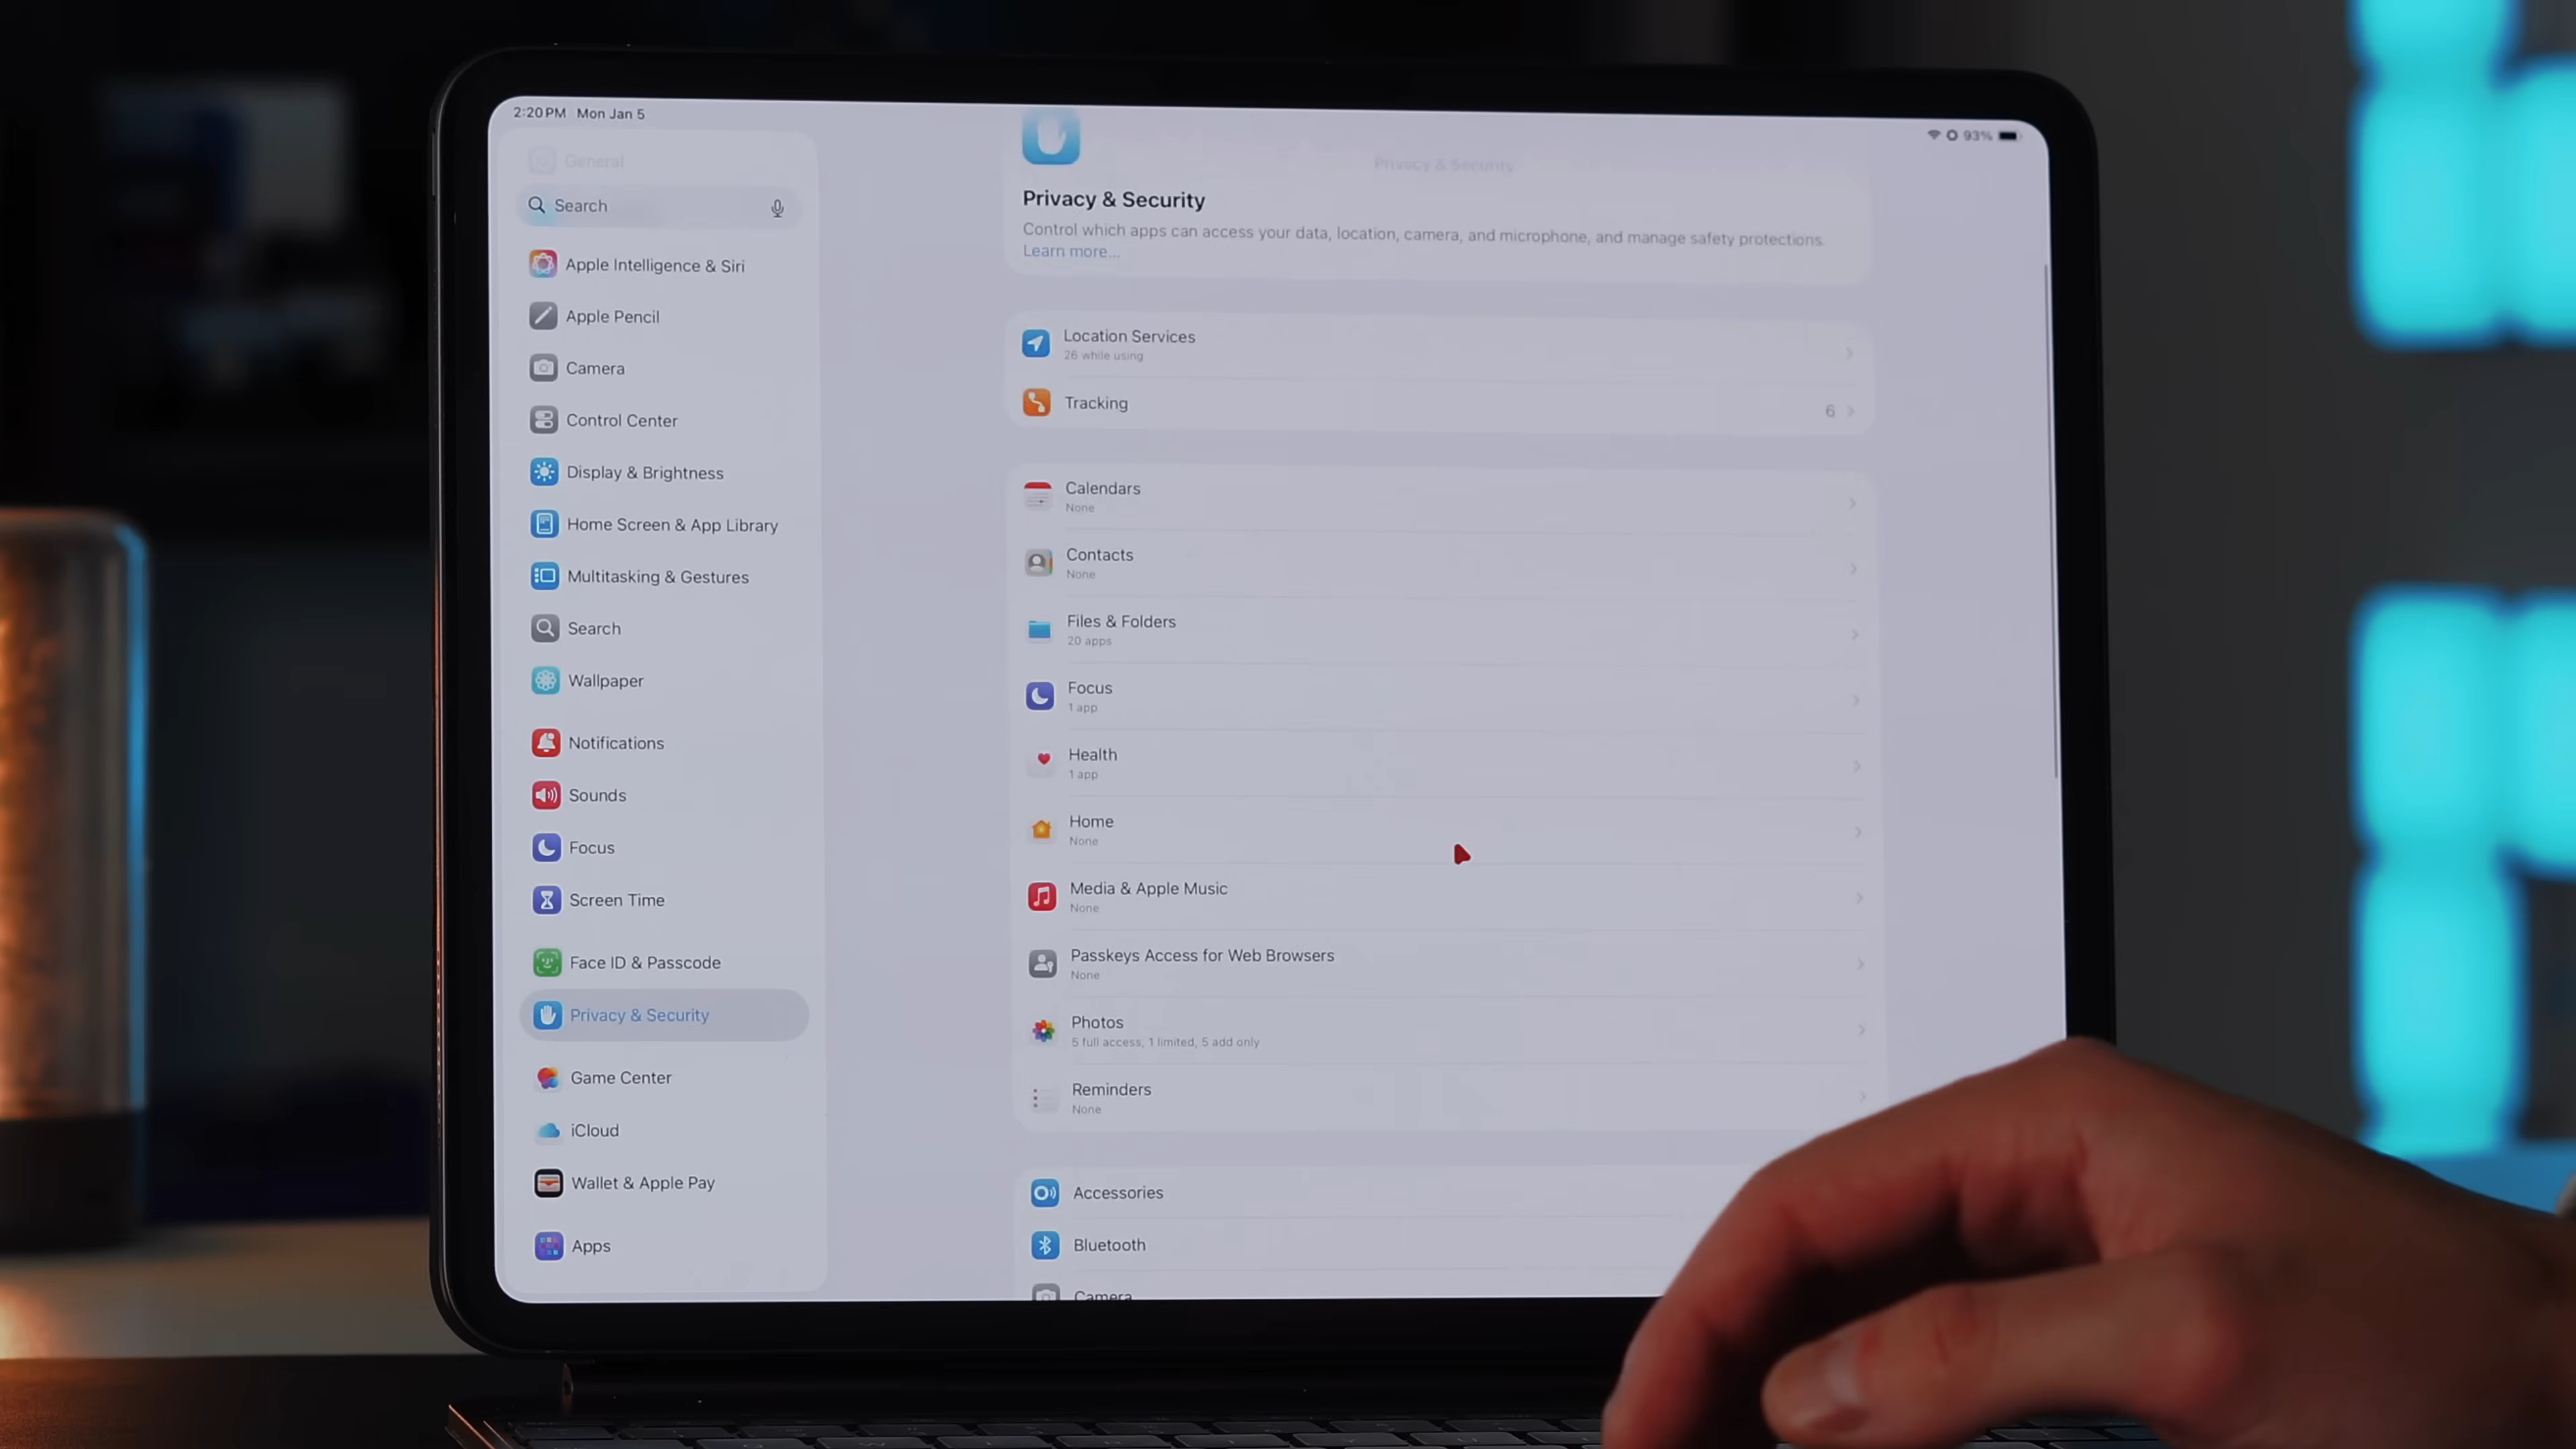 2:20 PM Mon Jan 5
93%
General
Search
Apple Intelligence & Siri
Apple Pencil
Camera
Control Center
Display & Brightness
Home Screen & App Library
Multitasking & Gestures
Search
Wallpaper
Notifications
Sounds
Focus
Screen Time
Face ID & Passcode
Privacy & Security
Game Center
iCloud
Wallet & Apple Pay
Apps
Privacy & Security
Privacy & Security
Control which apps can access your data, location, camera, and microphone, and manage safety protections.
Learn more...
Location Services
26 while using
Tracking
6
Calendars
None
Contacts
None
Files & Folders
20 apps
Focus
1 app
Health
1 app
Home
None
Media & Apple Music
None
Passkeys Access for Web Browsers
None
Photos
5 full access, 1 limited, 5 add only
Reminders
None
Accessories
Bluetooth
Camera